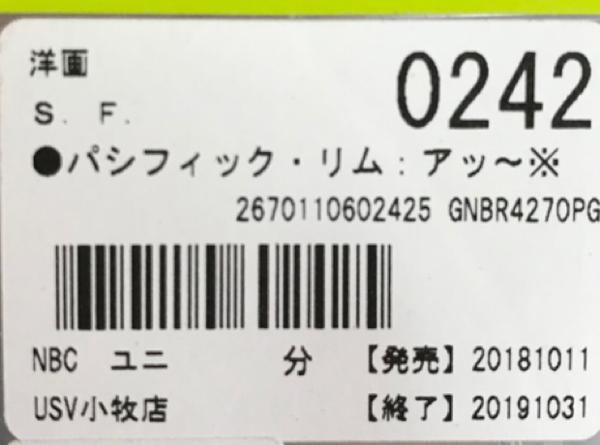 洋画
0242
S. F.
●パシフィック・リム：アッ〜※
2670110602425 GNBR4270PG
NBC ユニ 分 【発売】20181011
USV小牧店 【終了】20191031